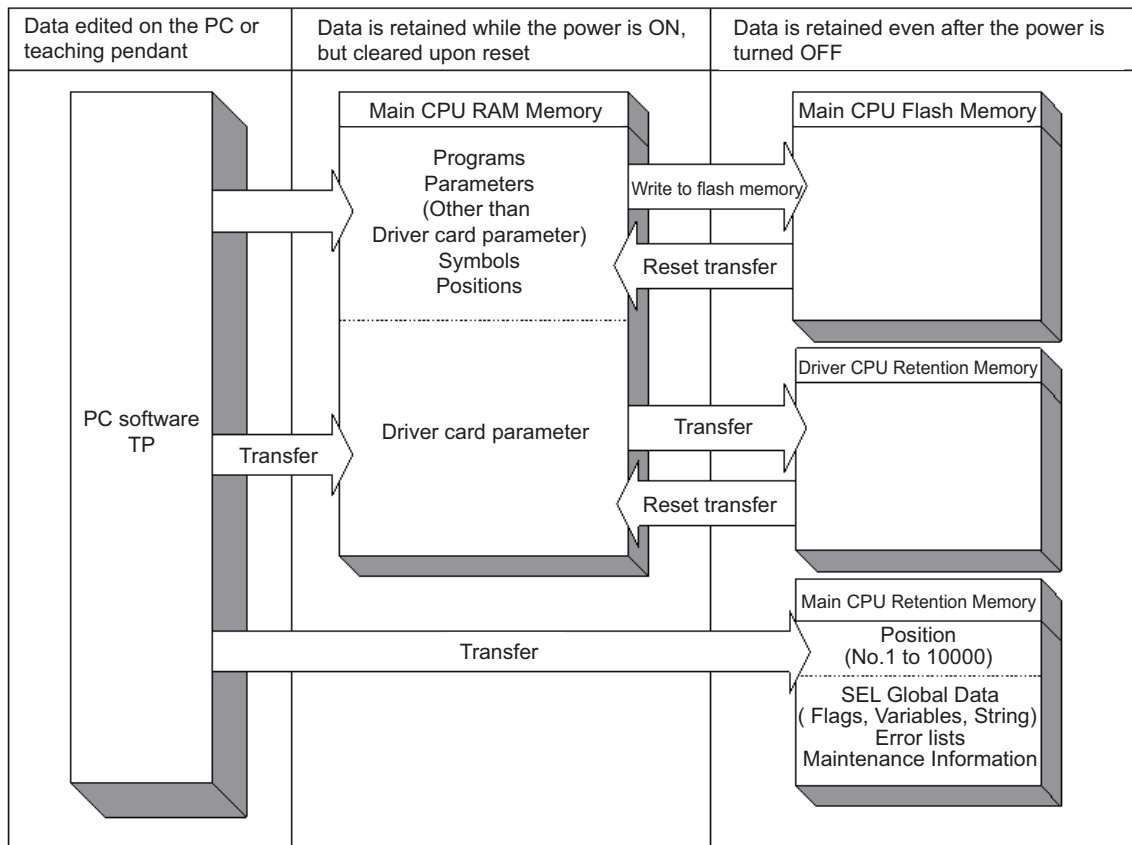 Data edited on the PC or
teaching pendant
Data is retained while the power is ON,
but cleared upon reset
Data is retained even after the power is
turned OFF
PC software
TP
Transfer
Main CPU RAM Memory
Programs
Parameters
(Other than
Driver card parameter)
Symbols
Positions
Driver card parameter
Write to flash memory
Reset transfer
Transfer
Reset transfer
Transfer
Main CPU Flash Memory
Driver CPU Retention Memory
Main CPU Retention Memory
Position
(No.1 to 10000)
SEL Global Data
( Flags, Variables, String)
Error lists
Maintenance Information